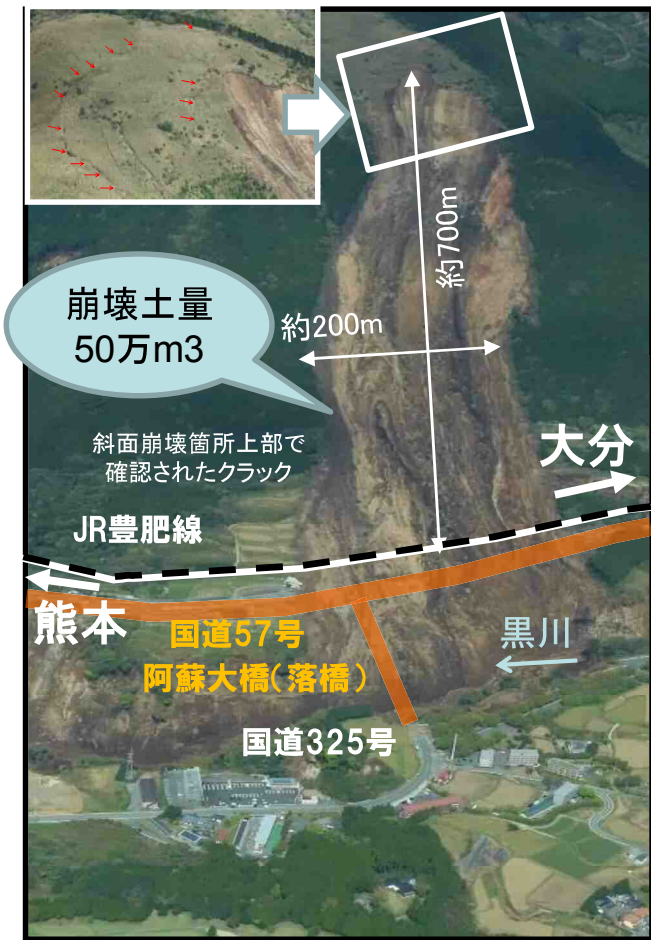 約700m
崩壊土量
50万m3
約200m
斜面崩壊箇所上部で
確認されたクラック
大分
JR豊肥線
熊本
国道57号
阿蘇大橋(落橋)
黒川
国道325号